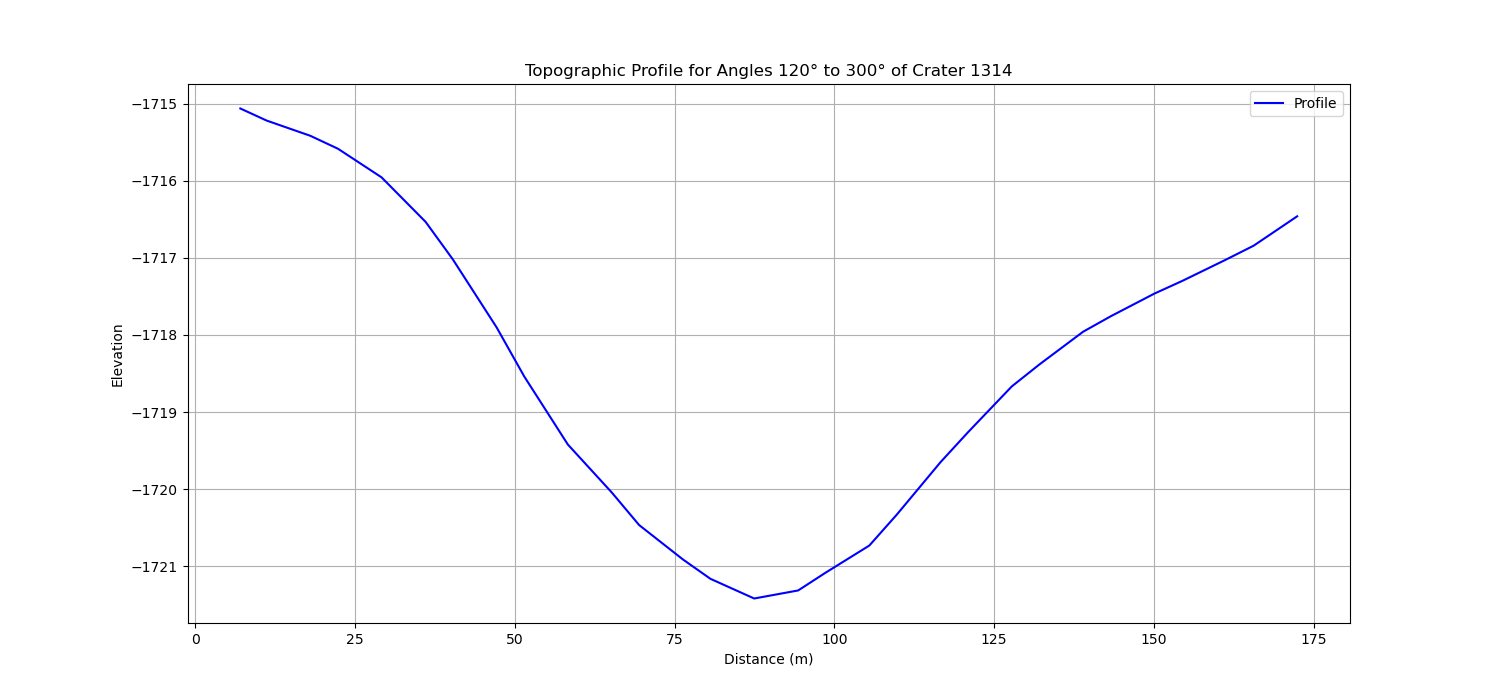 Topographic Profile for Angles 120° to 300° of Crater 1314
Profile
−1715
−1716
−1717
−1718
−1719
−1720
−1721
Elevation
0 25 50 75 100 125 150 175
Distance (m)